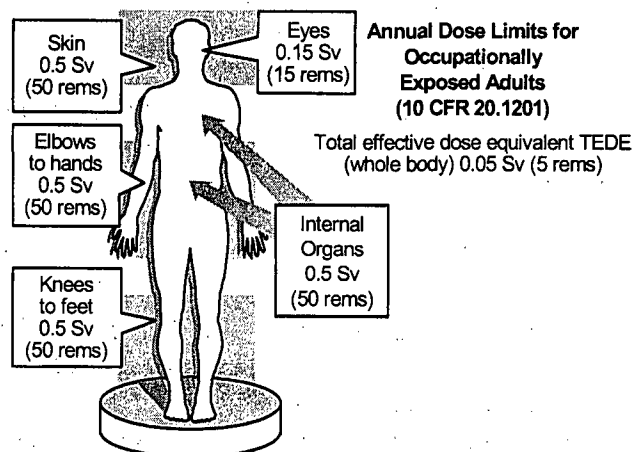 Skin
0.5 Sv
(50 rems)
Eyes
0.15 Sv
(15 rems)
Annual Dose Limits for
Occupationally
Exposed Adults
(10 CFR 20.1201)
Total effective dose equivalent TEDE
(whole body) 0.05 Sv (5 rems)
Elbows
to hands
0.5 Sv
(50 rems)
Internal
Organs
0.5 Sv
(50 rems)
Knees
to feet
0.5 Sv
(50 rems)